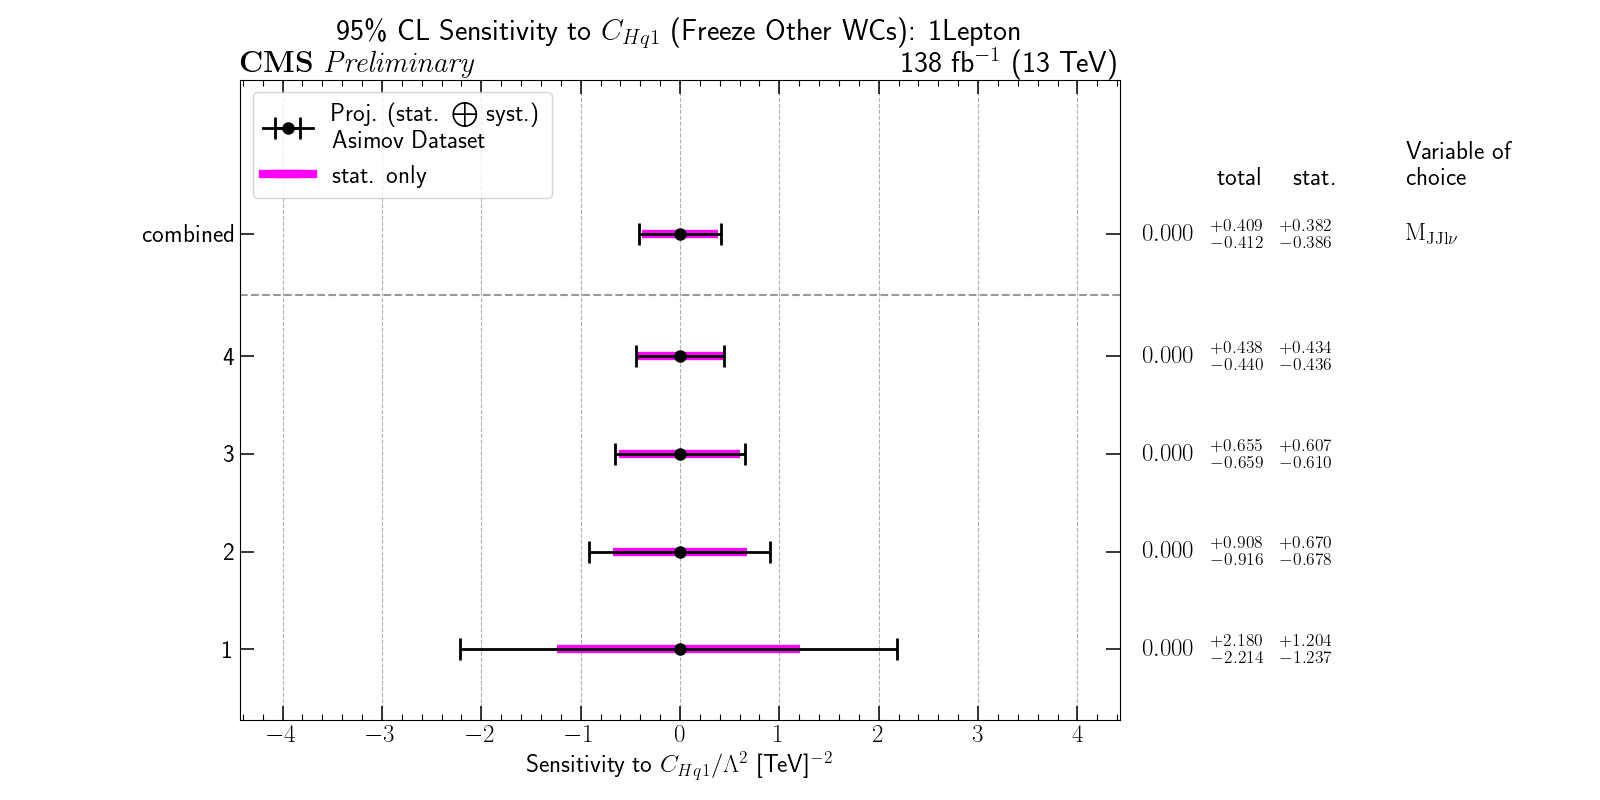 95% CL Sensitivity to C_{Hq1} (Freeze Other WCs): 1Lepton
CMS Preliminary
138 fb^{−1} (13 TeV)
Proj. (stat. ⨁ syst.)
Asimov Dataset
stat. only
Variable of
total stat. choice
combined 0.000 +0.409 −0.412 +0.382 −0.386 M_{JJlν}
4 0.000 +0.438 −0.440 +0.434 −0.436
3 0.000 +0.655 −0.659 +0.607 −0.610
2 0.000 +0.908 −0.916 +0.670 −0.678
1 0.000 +2.180 −2.214 +1.204 −1.237
−4 −3 −2 −1 0 1 2 3 4
Sensitivity to C_{Hq1}/Λ^2 [TeV]^{−2}